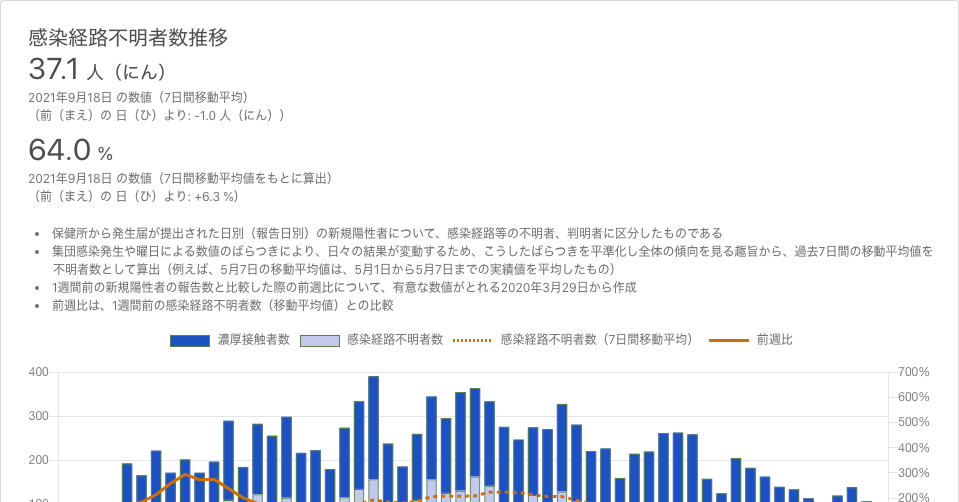 感染経路不明者数推移
37.1 人（にん）
2021年9月18日 の数値（7日間移動平均）
（前（まえ）の 日（ひ）より: -1.0 人（にん））
64.0 %
2021年9月18日 の数値（7日間移動平均値をもとに算出）
（前（まえ）の 日（ひ）より: +6.3 %）
• 保健所から発生届が提出された日別（報告日別）の新規陽性者について、感染経路等の不明者、判明者に区分したものである
• 集団感染発生や曜日による数値のばらつきにより、日々の結果が変動するため、こうしたばらつきを平準化し全体の傾向を見る趣旨から、過去7日間の移動平均値を
不明者数として算出（例えば、5月7日の移動平均値は、5月1日から5月7日までの実績値を平均したもの）
• 1週間前の新規陽性者の報告数と比較した際の前週比について、有意な数値がとれる2020年3月29日から作成
• 前週比は、1週間前の感染経路不明者数（移動平均値）との比較
濃厚接触者数 感染経路不明者数 感染経路不明者数（7日間移動平均） 前週比
400 700%
600%
300 500%
400%
200 300%
100 200%